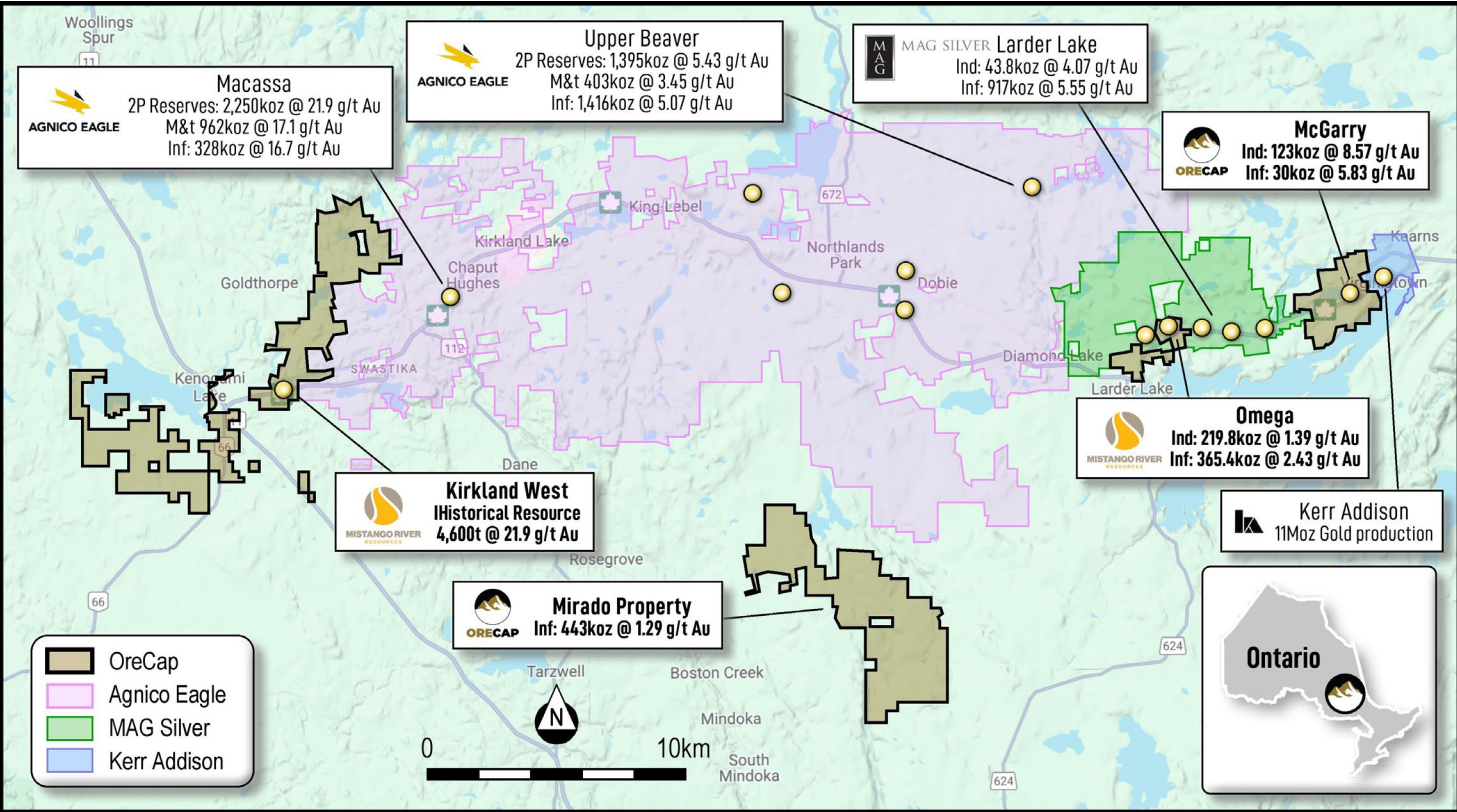 Woollings
Spur
11
AGNICO EAGLE
Macassa
2P Reserves: 2,250koz @ 21.9 g/t Au
M&t 962koz @ 17.1 g/t Au
Inf: 328koz @ 16.7 g/t Au
AGNICO EAGLE
Upper Beaver
2P Reserves: 1,395koz @ 5.43 g/t Au
M&t 403koz @ 3.45 g/t Au
Inf: 1,416koz @ 5.07 g/t Au
MAG
MAG SILVER Larder Lake
Ind: 43.8koz @ 4.07 g/t Au
Inf: 917koz @ 5.55 g/t Au
ORECAP
McGarry
Ind: 123koz @ 8.57 g/t Au
Inf: 30koz @ 5.83 g/t Au
672
King Lebel
Kirkland Lake
Northlands
Park
Kearns
Chaput
Hughes
Goldthorpe
Dobie
112
SWASTIKA
Diamond Lake
Larder Lake
Kenogami
Lake
66
Dane
MISTANGO RIVER
RESOURCES
Omega
Ind: 219.8koz @ 1.39 g/t Au
Inf: 365.4koz @ 2.43 g/t Au
MISTANGO RIVER
RESOURCES
Kirkland West
IHistorical Resource
4,600t @ 21.9 g/t Au
Kerr Addison
11Moz Gold production
Rosegrove
66
ORECAP
Mirado Property
Inf: 443koz @ 1.29 g/t Au
624
Tarzwell
Boston Creek
Mindoka
South
Mindoka
624
OreCap
Agnico Eagle
MAG Silver
Kerr Addison
N
0
10km
Ontario